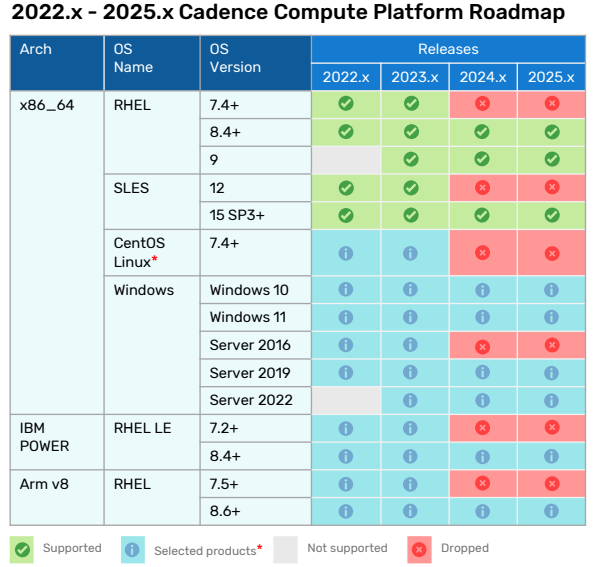 2022.x - 2025.x Cadence Compute Platform Roadmap
Arch OS Name OS Version Releases
2022.x 2023.x 2024.x 2025.x
x86_64 RHEL 7.4+
8.4+
9
SLES 12
15 SP3+
CentOS Linux* 7.4+
Windows Windows 10
Windows 11
Server 2016
Server 2019
Server 2022
IBM POWER RHEL LE 7.2+
8.4+
Arm v8 RHEL 7.5+
8.6+
Supported Selected products* Not supported Dropped